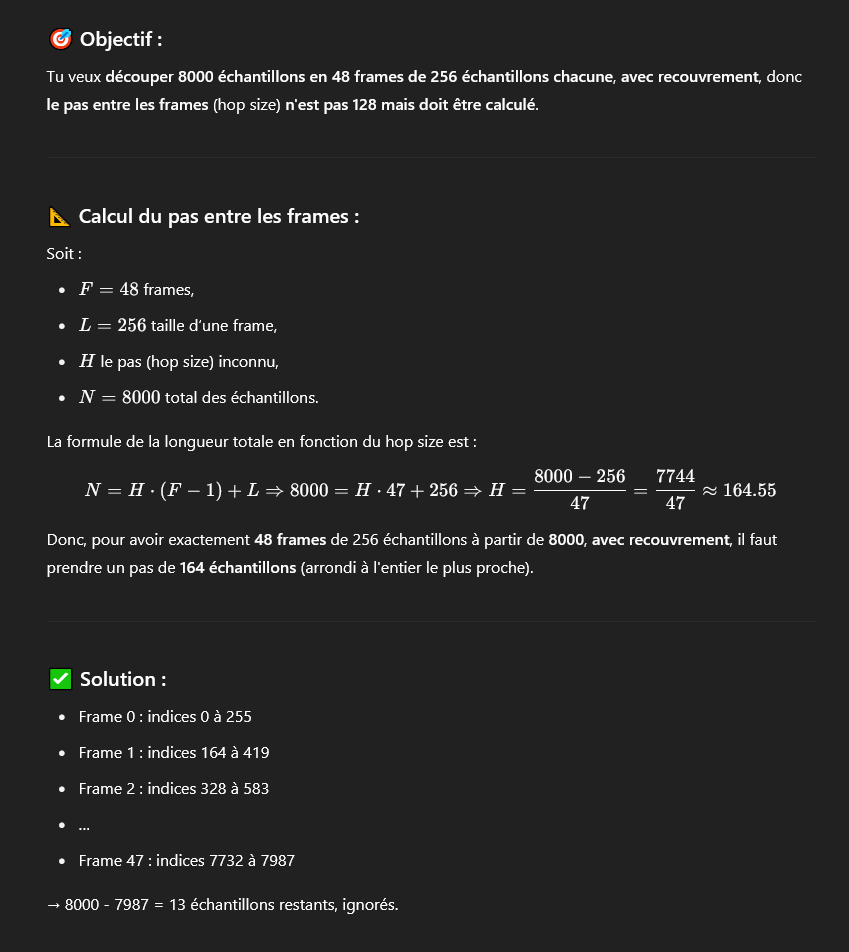 🎯 Objectif :
Tu veux découper 8000 échantillons en 48 frames de 256 échantillons chacune, avec recouvrement, donc
le pas entre les frames (hop size) n'est pas 128 mais doit être calculé.
📐 Calcul du pas entre les frames :
Soit :
• F = 48 frames,
• L = 256 taille d'une frame,
• H le pas (hop size) inconnu,
• N = 8000 total des échantillons.
La formule de la longueur totale en fonction du hop size est :
N = H · (F − 1) + L ⇒ 8000 = H · 47 + 256 ⇒ H = \frac{8000 − 256}{47} = \frac{7744}{47} ≈ 164.55
Donc, pour avoir exactement 48 frames de 256 échantillons à partir de 8000, avec recouvrement, il faut
prendre un pas de 164 échantillons (arrondi à l'entier le plus proche).
✅ Solution :
• Frame 0 : indices 0 à 255
• Frame 1 : indices 164 à 419
• Frame 2 : indices 328 à 583
• ...
• Frame 47 : indices 7732 à 7987
→ 8000 - 7987 = 13 échantillons restants, ignorés.